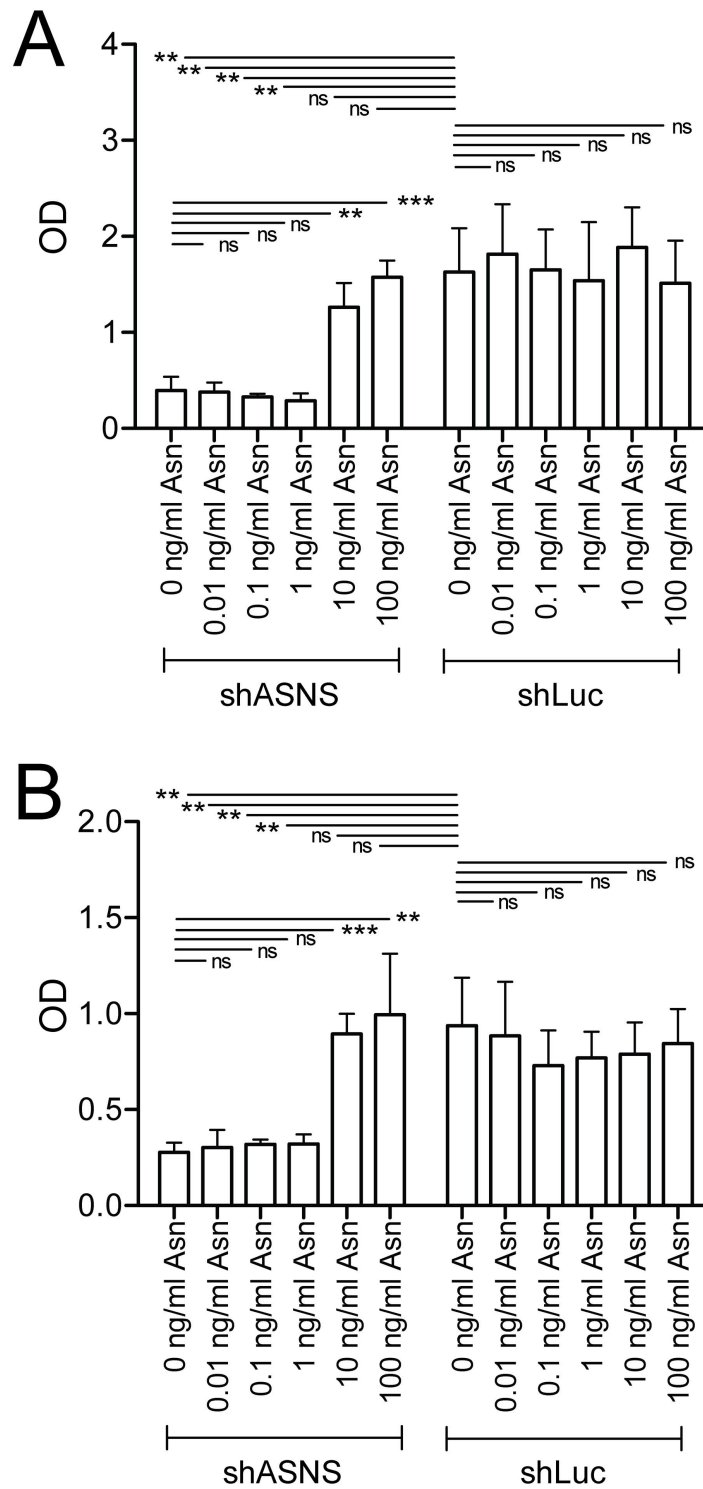 A
4
3
2
1
0
OD
**
**
**
**
ns
ns
ns
ns
ns
ns
ns
***
**
ns
ns
ns
0 ng/ml Asn
0.01 ng/ml Asn
0.1 ng/ml Asn
1 ng/ml Asn
10 ng/ml Asn
100 ng/ml Asn
0 ng/ml Asn
0.01 ng/ml Asn
0.1 ng/ml Asn
1 ng/ml Asn
10 ng/ml Asn
100 ng/ml Asn
shASNS
shLuc
B
2.0
1.5
1.0
0.5
0.0
OD
**
**
**
**
ns
ns
ns
ns
ns
ns
ns
**
***
ns
ns
ns
0 ng/ml Asn
0.01 ng/ml Asn
0.1 ng/ml Asn
1 ng/ml Asn
10 ng/ml Asn
100 ng/ml Asn
0 ng/ml Asn
0.01 ng/ml Asn
0.1 ng/ml Asn
1 ng/ml Asn
10 ng/ml Asn
100 ng/ml Asn
shASNS
shLuc